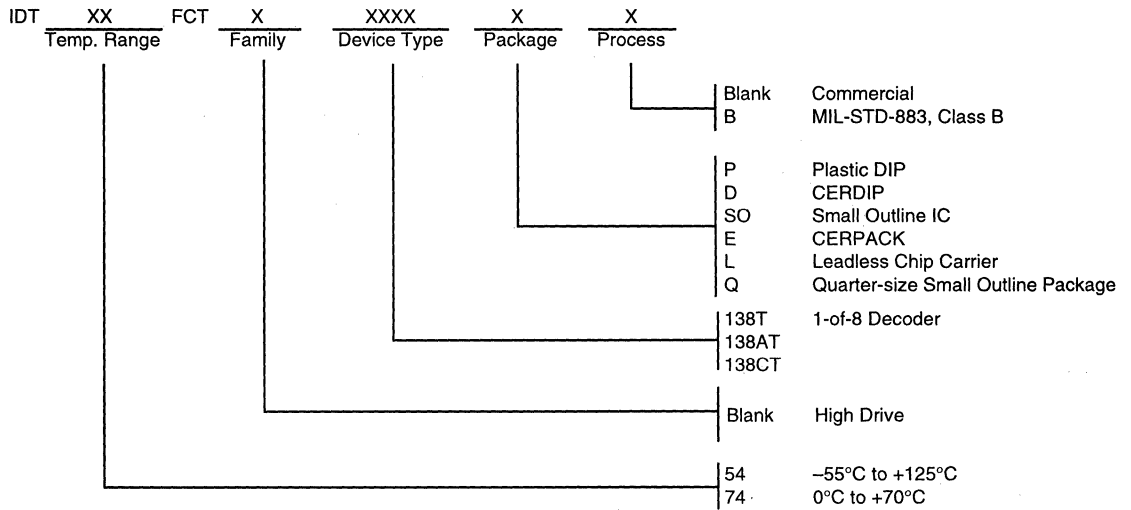 IDT XX FCT X XXXX X X
Temp. Range Family Device Type Package Process
Blank Commercial
B MIL-STD-883, Class B
P Plastic DIP
D CERDIP
SO Small Outline IC
E CERPACK
L Leadless Chip Carrier
Q Quarter-size Small Outline Package
138T 1-of-8 Decoder
138AT
138CT
Blank High Drive
54 –55°C to +125°C
74 0°C to +70°C